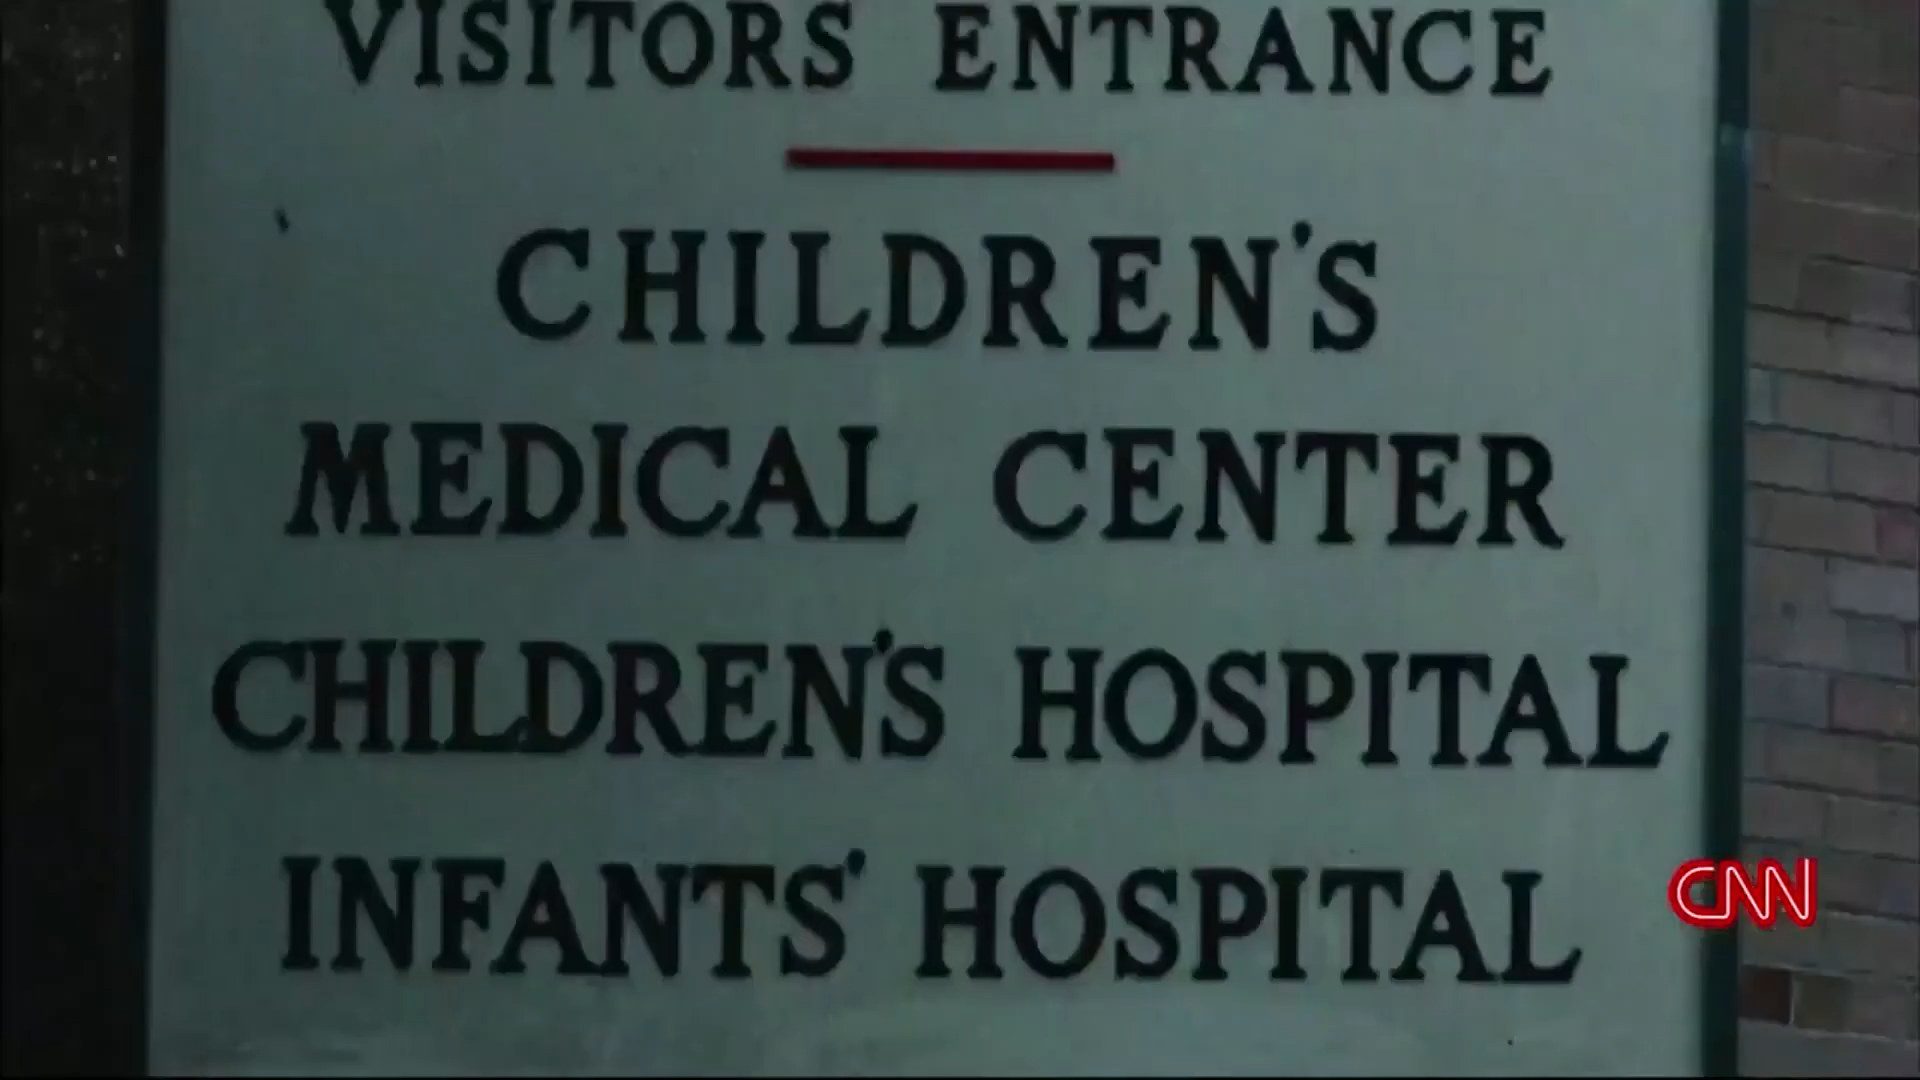 VISITORS ENTRANCE
CHILDREN'S
MEDICAL CENTER
CHILDREN'S HOSPITAL
INFANTS' HOSPITAL
CNN